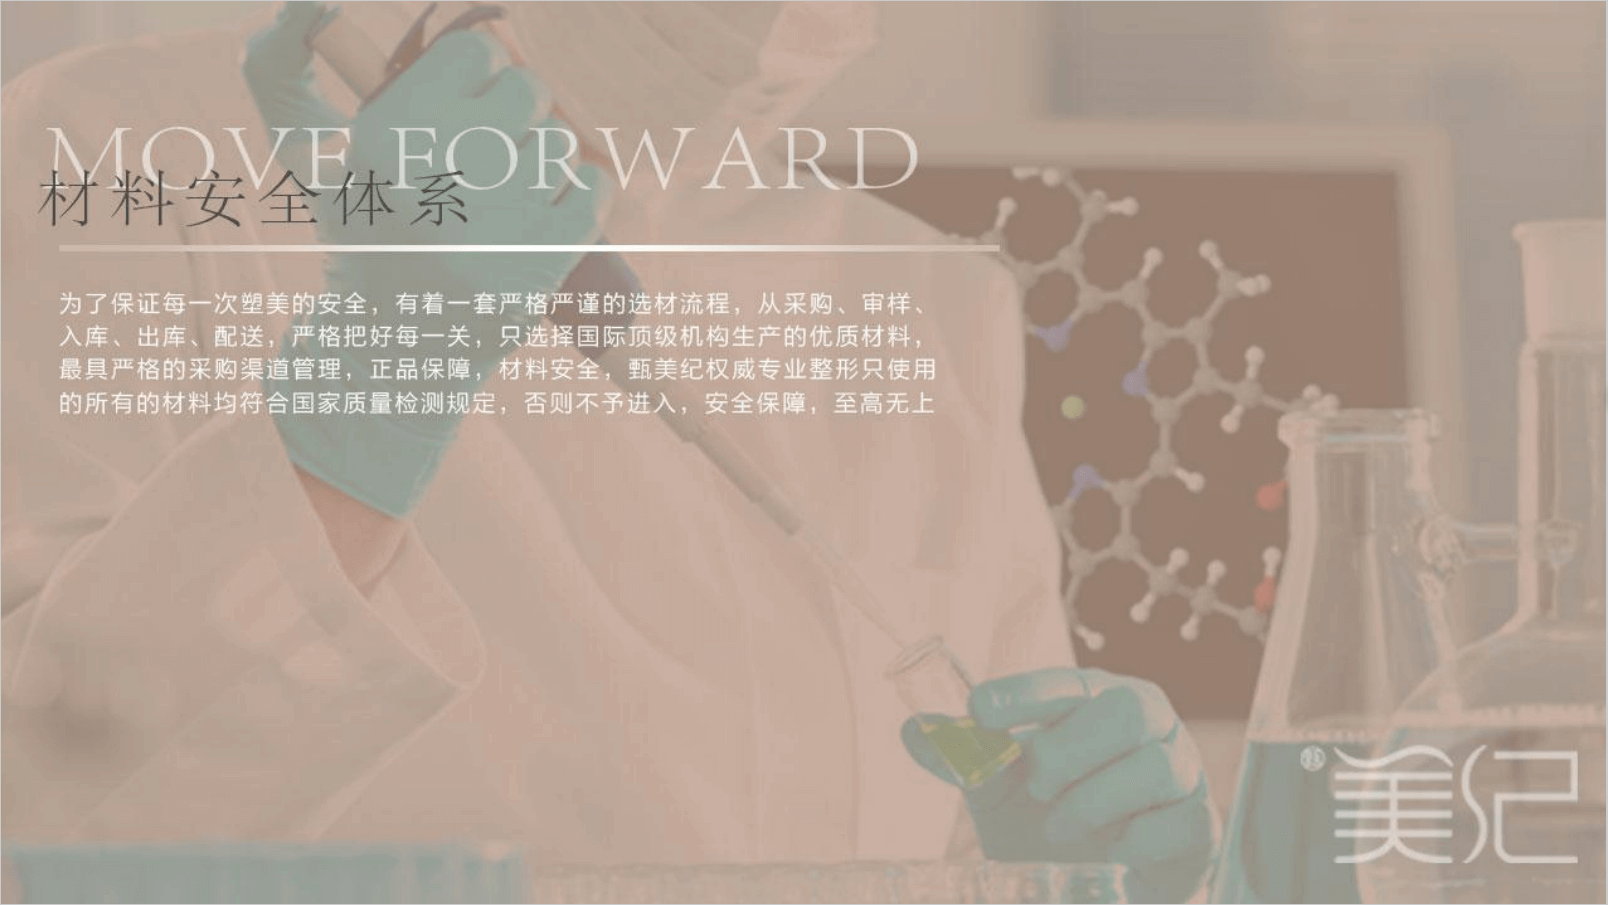 MOVE FORWARD
材料安全体系
为了保证每一次塑美的安全，有着一套严格严谨的选材流程，从采购、审样、
入库、出库、配送，严格把好每一关，只选择国际顶级机构生产的优质材料，
最具严格的采购渠道管理，正品保障，材料安全，甄美纪权威专业整形只使用
的所有的材料均符合国家质量检测规定，否则不予进入，安全保障，至高无上
美纪